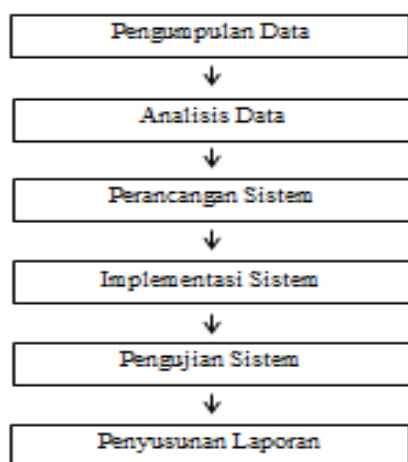 Pengumpulan Data
Analisis Data
Perancangan Sistem
Implementasi Sistem
Pengujian Sistem
Penyusunan Laporan